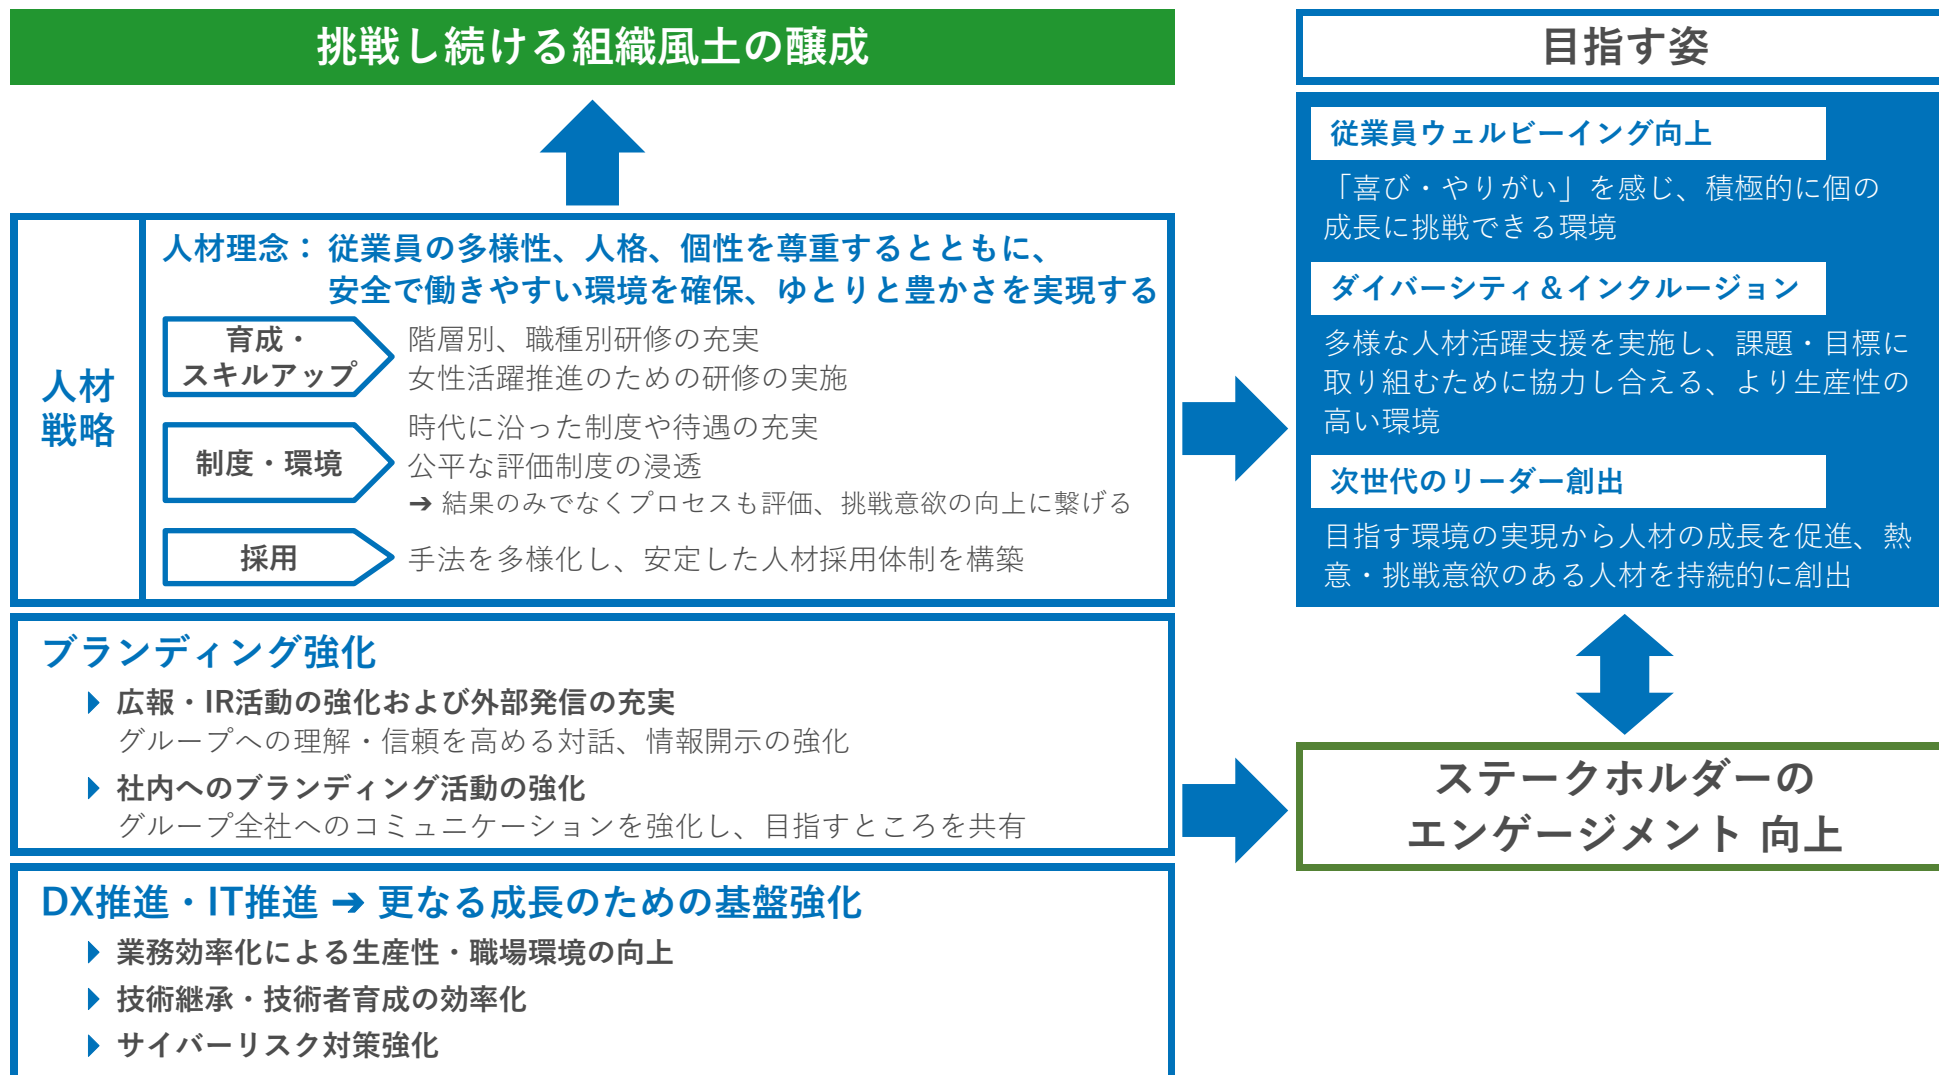 挑戦し続ける組織風土の醸成
人材
戦略
人材理念： 従業員の多様性、人格、個性を尊重するとともに、
安全で働きやすい環境を確保、ゆとりと豊かさを実現する
育成・
スキルアップ
階層別、職種別研修の充実
女性活躍推進のための研修の実施
制度・環境
時代に沿った制度や待遇の充実
公平な評価制度の浸透
➔ 結果のみでなくプロセスも評価、挑戦意欲の向上に繋げる
採用
手法を多様化し、安定した人材採用体制を構築
ブランディング強化
広報・IR活動の強化および外部発信の充実
グループへの理解・信頼を高める対話、情報開示の強化
社内へのブランディング活動の強化
グループ全社へのコミュニケーションを強化し、目指すところを共有
DX推進・IT推進 ➔ 更なる成長のための基盤強化
業務効率化による生産性・職場環境の向上
技術継承・技術者育成の効率化
サイバーリスク対策強化
目指す姿
従業員ウェルビーイング向上
「喜び・やりがい」を感じ、積極的に個の
成長に挑戦できる環境
ダイバーシティ＆インクルージョン
多様な人材活躍支援を実施し、課題・目標に
取り組むために協力し合える、より生産性の
高い環境
次世代のリーダー創出
目指す環境の実現から人材の成長を促進、熱
意・挑戦意欲のある人材を持続的に創出
ステークホルダーの
エンゲージメント 向上